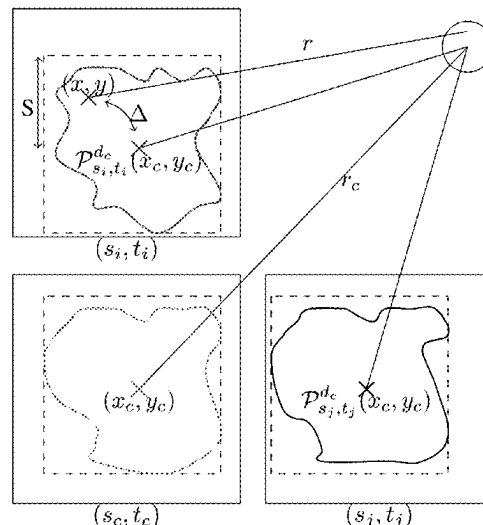 r
(x, y)
S
Δ
𝒫^{d_c}_{s_i,t_i}(x_c, y_c)
r_c
(s_i, t_i)
(x_c, y_c)
𝒫^{d_c}_{s_j,t_j}(x_c, y_c)
(s_c, t_c)
(s_j, t_j)